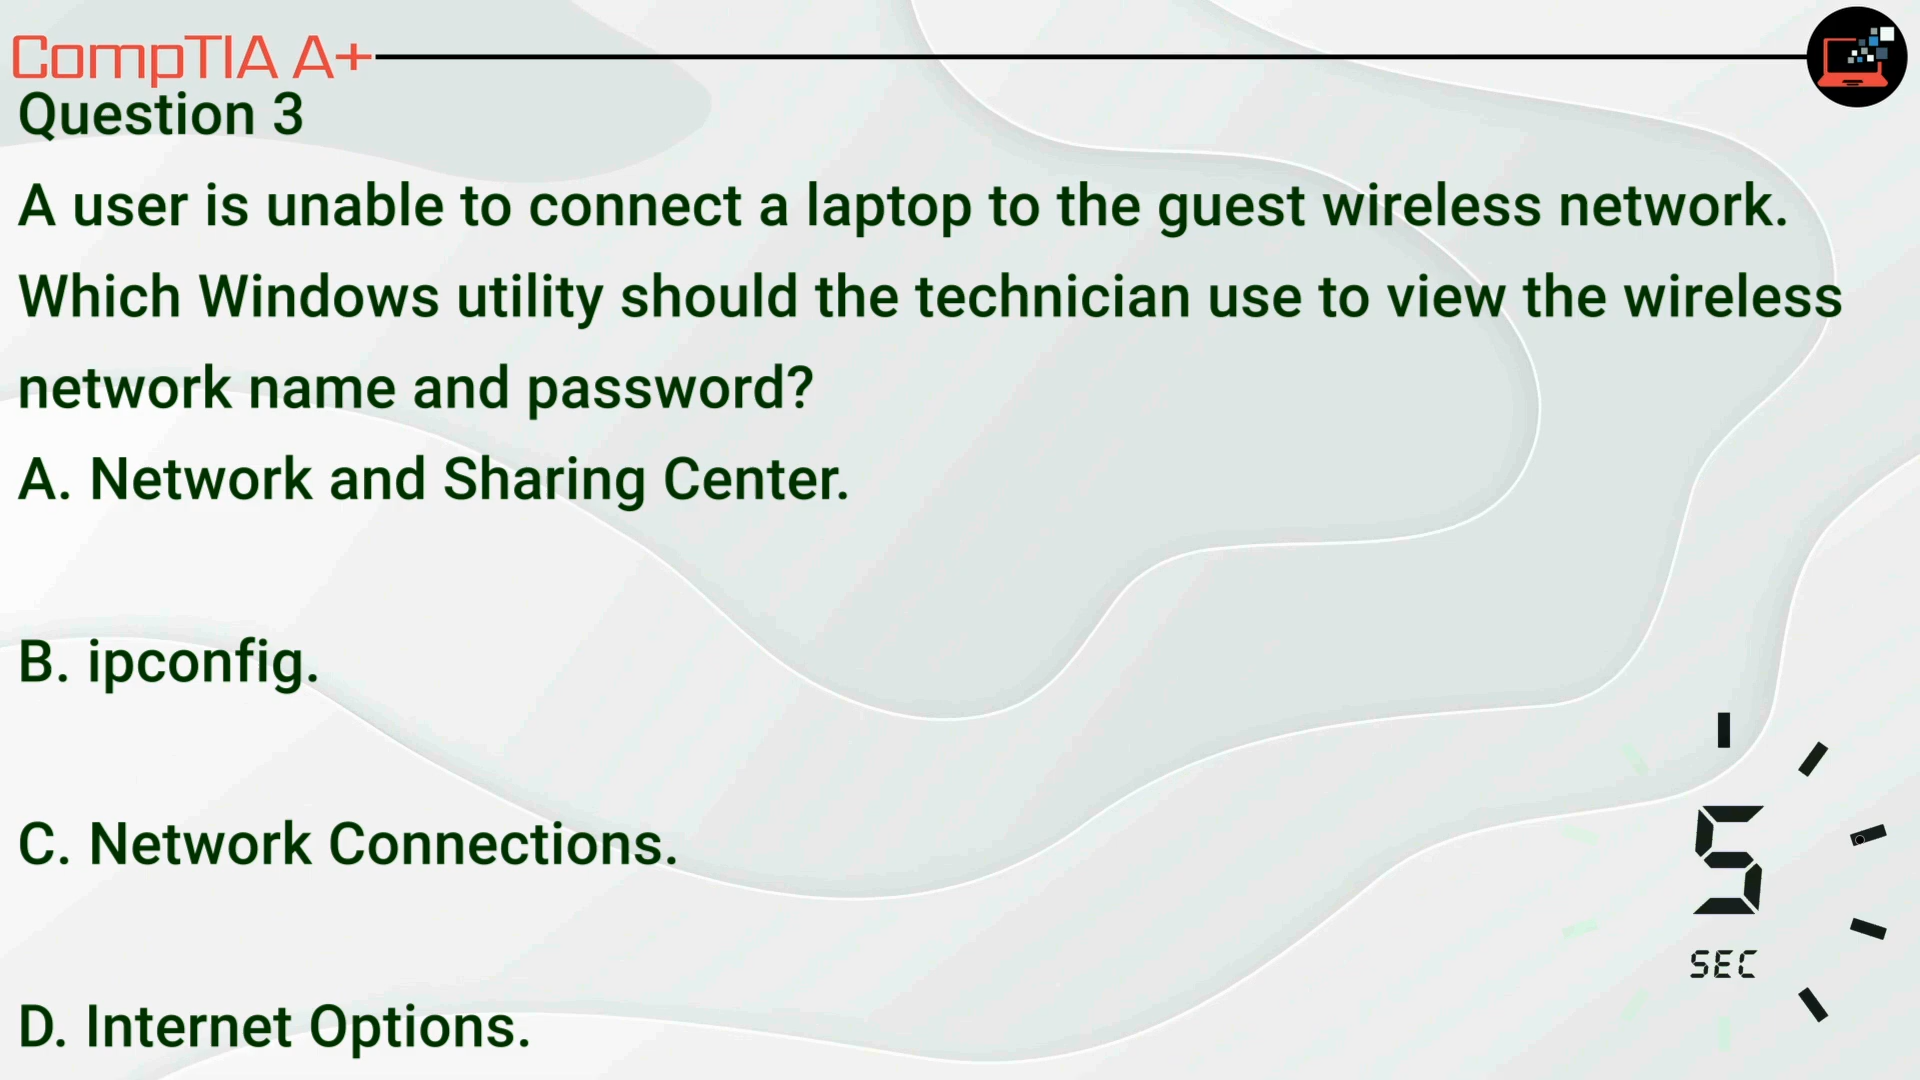 CompTIA A+
Question 3
A user is unable to connect a laptop to the guest wireless network.
Which Windows utility should the technician use to view the wireless
network name and password?
A. Network and Sharing Center.
B. ipconfig.
C. Network Connections.
D. Internet Options.
5
SEC